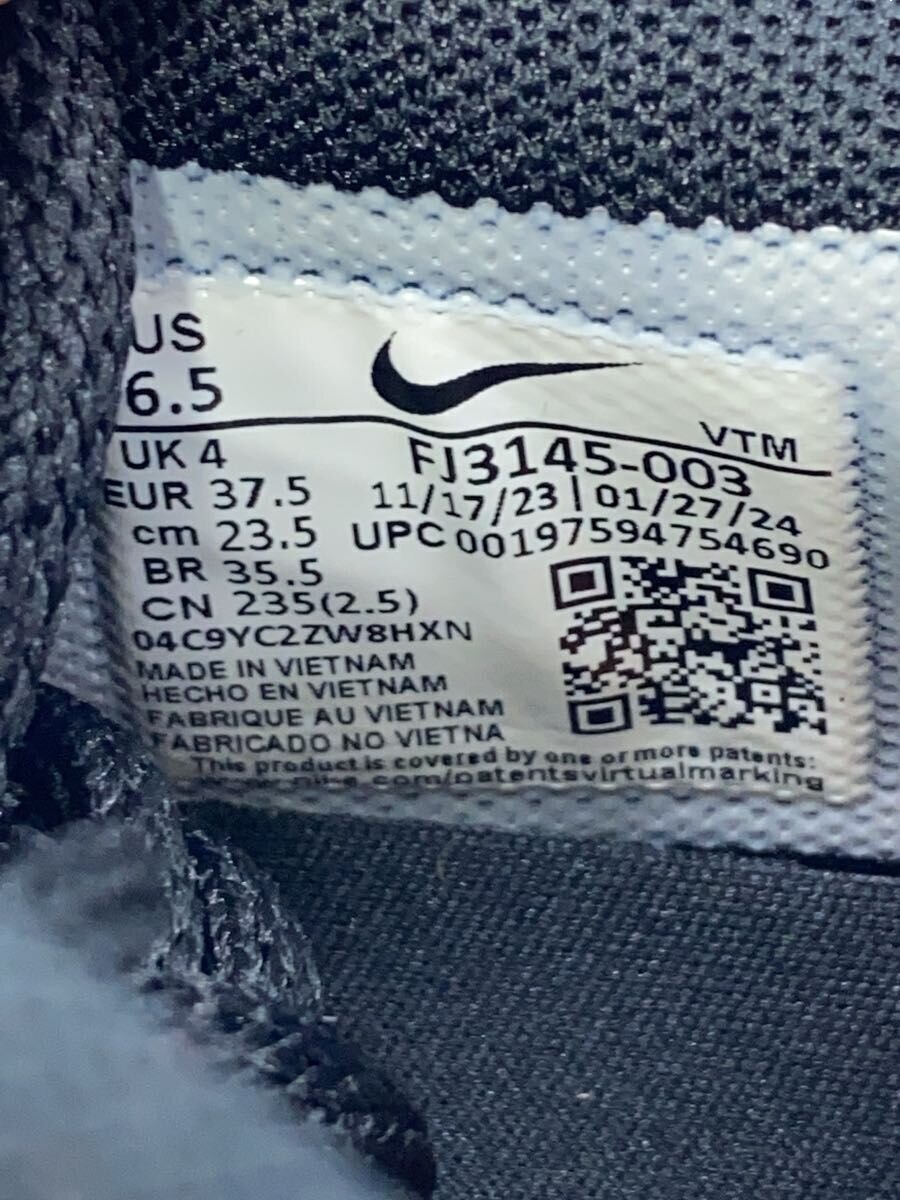 US
6.5
VTM
UK 4
FJ3145-003
EUR 37.5
11/17/23 | 01/27/24
cm 23.5
UPC 00197594754690
BR 35.5
CN 235(2.5)
04C9YC2ZW8HXN
MADE IN VIETNAM
HECHO EN VIETNAM
FABRIQUE AU VIETNAM
FABRICADO NO VIETNA
This product is covered by one or more patents:
.com/patentsvirtualmarking